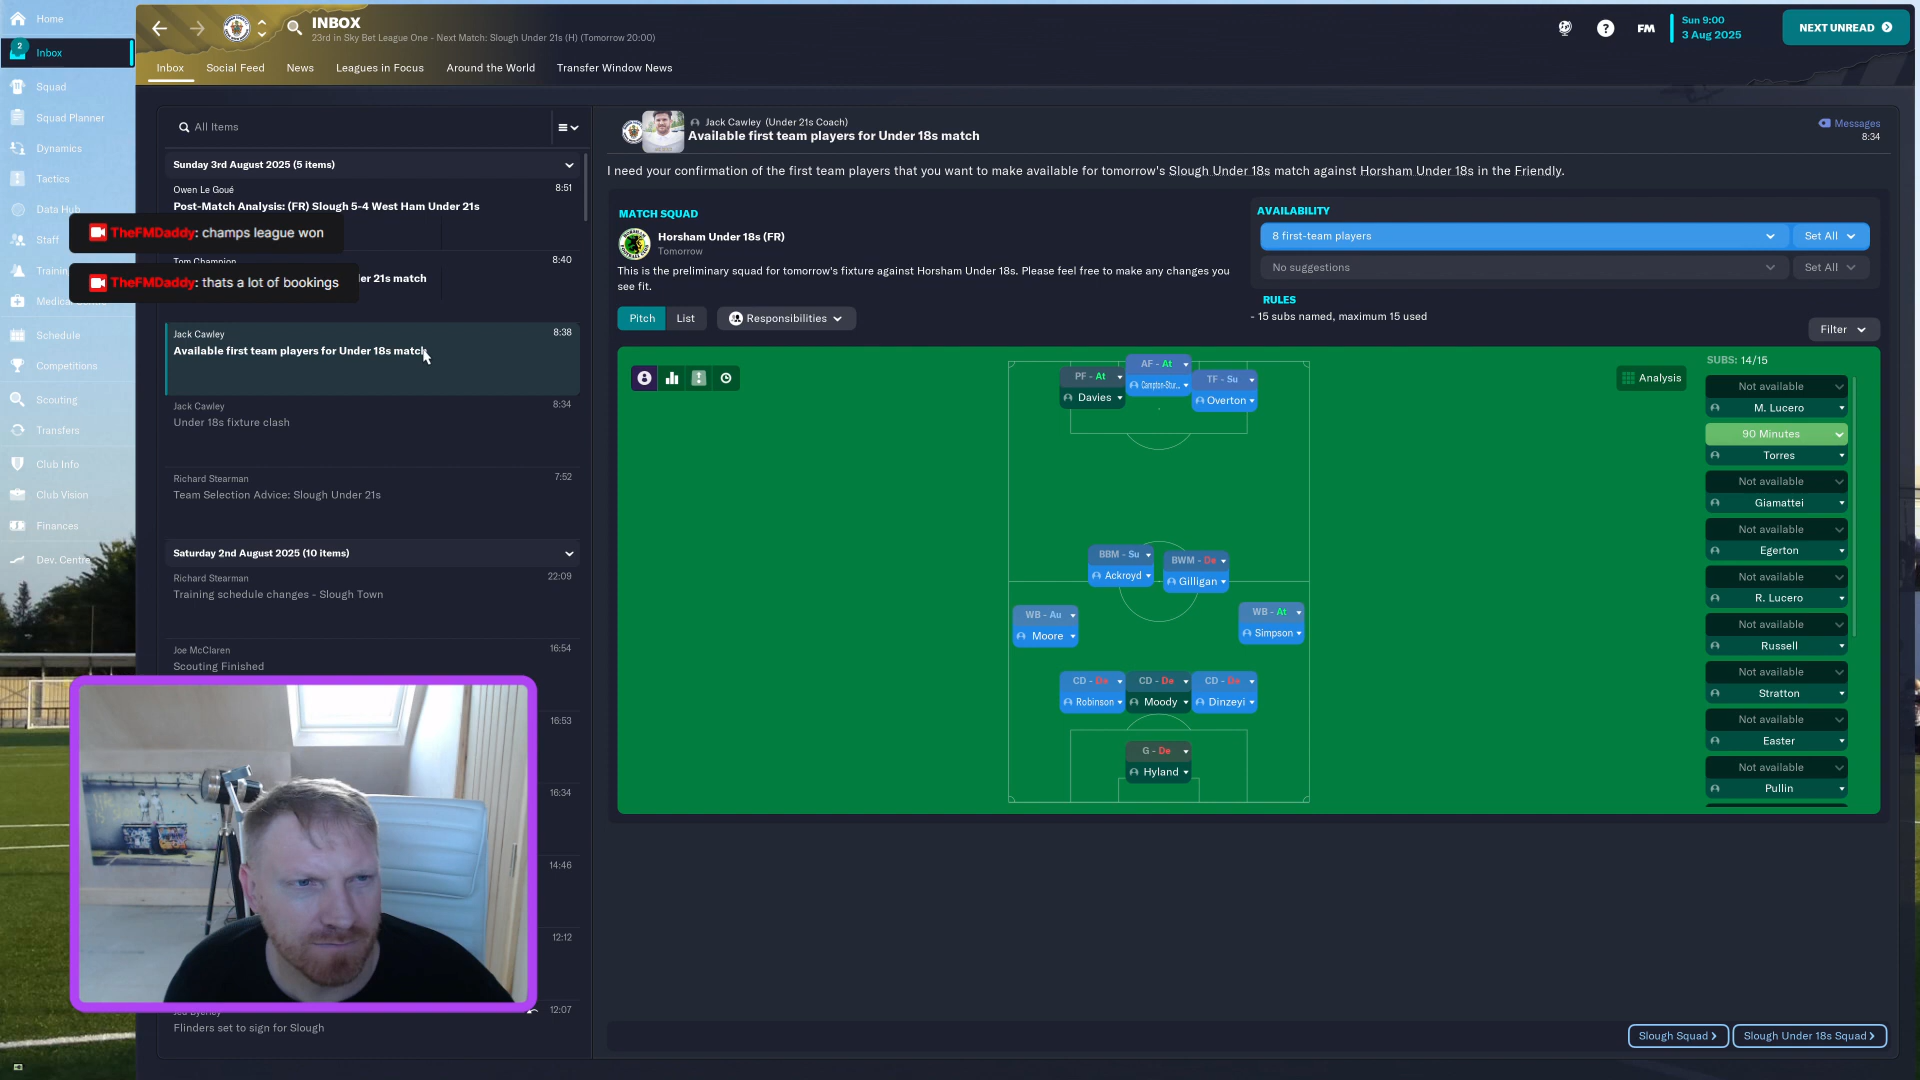 Home
INBOX
23rd in Sky Bet League One - Next Match: Slough Under 21s (H) (Tomorrow 20:00)
FM
Sun 9:00
3 Aug 2025
NEXT UNREAD
2
Inbox
Inbox
Social Feed
News
Leagues in Focus
Around the World
Transfer Window News
Squad
Squad Planner
Dynamics
Tactics
Data Hub
Staff
Schedule
Competitions
Scouting
Transfers
Club Info
Club Vision
Finances
Dev. Centre
TheFMDaddy: champs league won
TheFMDaddy: thats a lot of bookings
All Items
Sunday 3rd August 2025 (5 items)
Owen Le Goué
8:51
Post-Match Analysis: (FR) Slough 5-4 West Ham Under 21s
Tom Champion
8:40
der 21s match
Jack Cawley
8:38
Available first team players for Under 18s match
Jack Cawley
8:34
Under 18s fixture clash
Richard Stearman
7:52
Team Selection Advice: Slough Under 21s
Saturday 2nd August 2025 (10 items)
Richard Stearman
22:09
Training schedule changes - Slough Town
Joe McClaren
16:54
Scouting Finished
16:53
16:34
14:46
12:12
12:07
Flinders set to sign for Slough
Jack Cawley (Under 21s Coach)
Available first team players for Under 18s match
Messages
8:34
I need your confirmation of the first team players that you want to make available for tomorrow's Slough Under 18s match against Horsham Under 18s in the Friendly.
MATCH SQUAD
Horsham Under 18s (FR)
Tomorrow
This is the preliminary squad for tomorrow's fixture against Horsham Under 18s. Please feel free to make any changes you
see fit.
AVAILABILITY
8 first-team players
Set All
No suggestions
Set All
RULES
- 15 subs named, maximum 15 used
Pitch
List
Responsibilities
Filter
Analysis
PF - At
Davies
AF - At
TF - Su
Overton
BBM - Su
Ackroyd
BWM - De
Gilligan
WB - Au
Moore
WB - At
Simpson
CD - De
Robinson
CD - De
Moody
CD - De
Dinzeyi
G - De
Hyland
SUBS: 14/15
Not available
M. Lucero
90 Minutes
Torres
Not available
Giamattei
Not available
Egerton
Not available
R. Lucero
Not available
Russell
Not available
Stratton
Not available
Easter
Not available
Pullin
Slough Squad
Slough Under 18s Squad